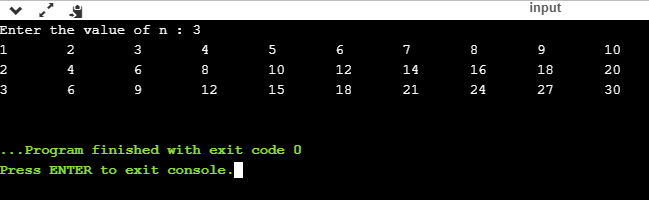 input
Enter the value of n : 3
1 2 3 4 5 6 7 8 9 10
2 4 6 8 10 12 14 16 18 20
3 6 9 12 15 18 21 24 27 30
...Program finished with exit code 0
Press ENTER to exit console.